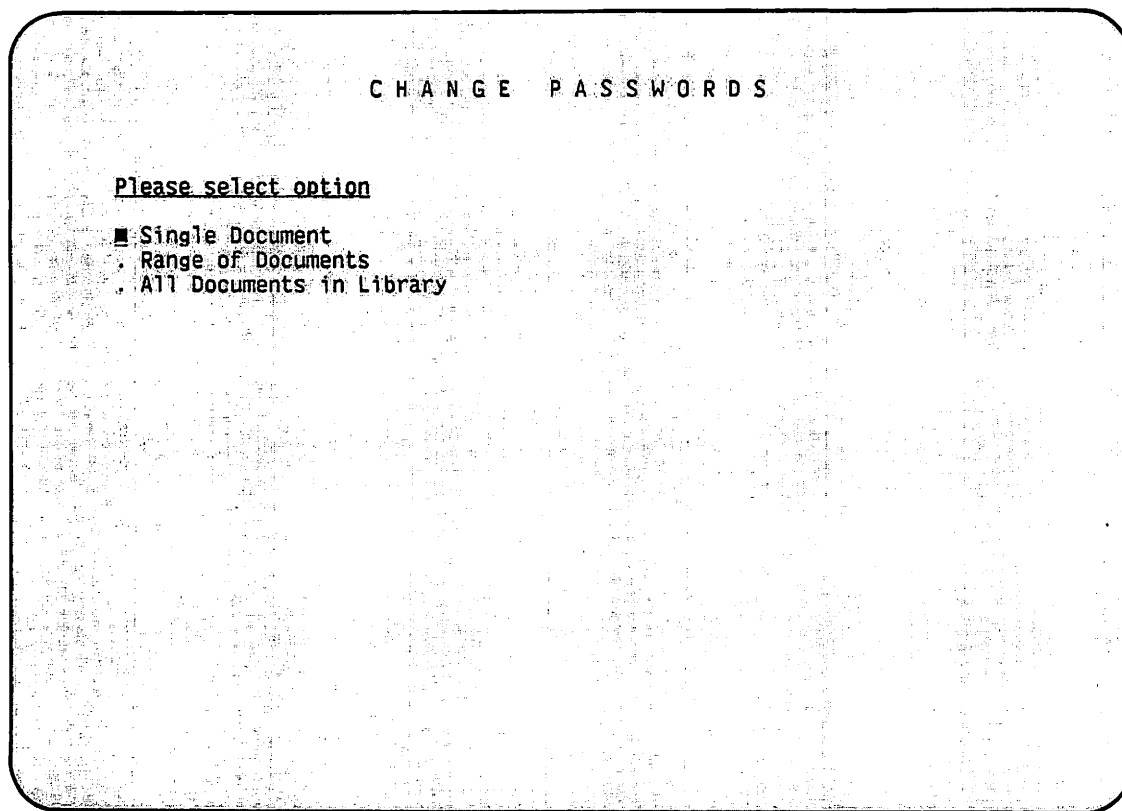 CHANGE PASSWORDS
Please select option
■ Single Document
. Range of Documents
. All Documents in Library